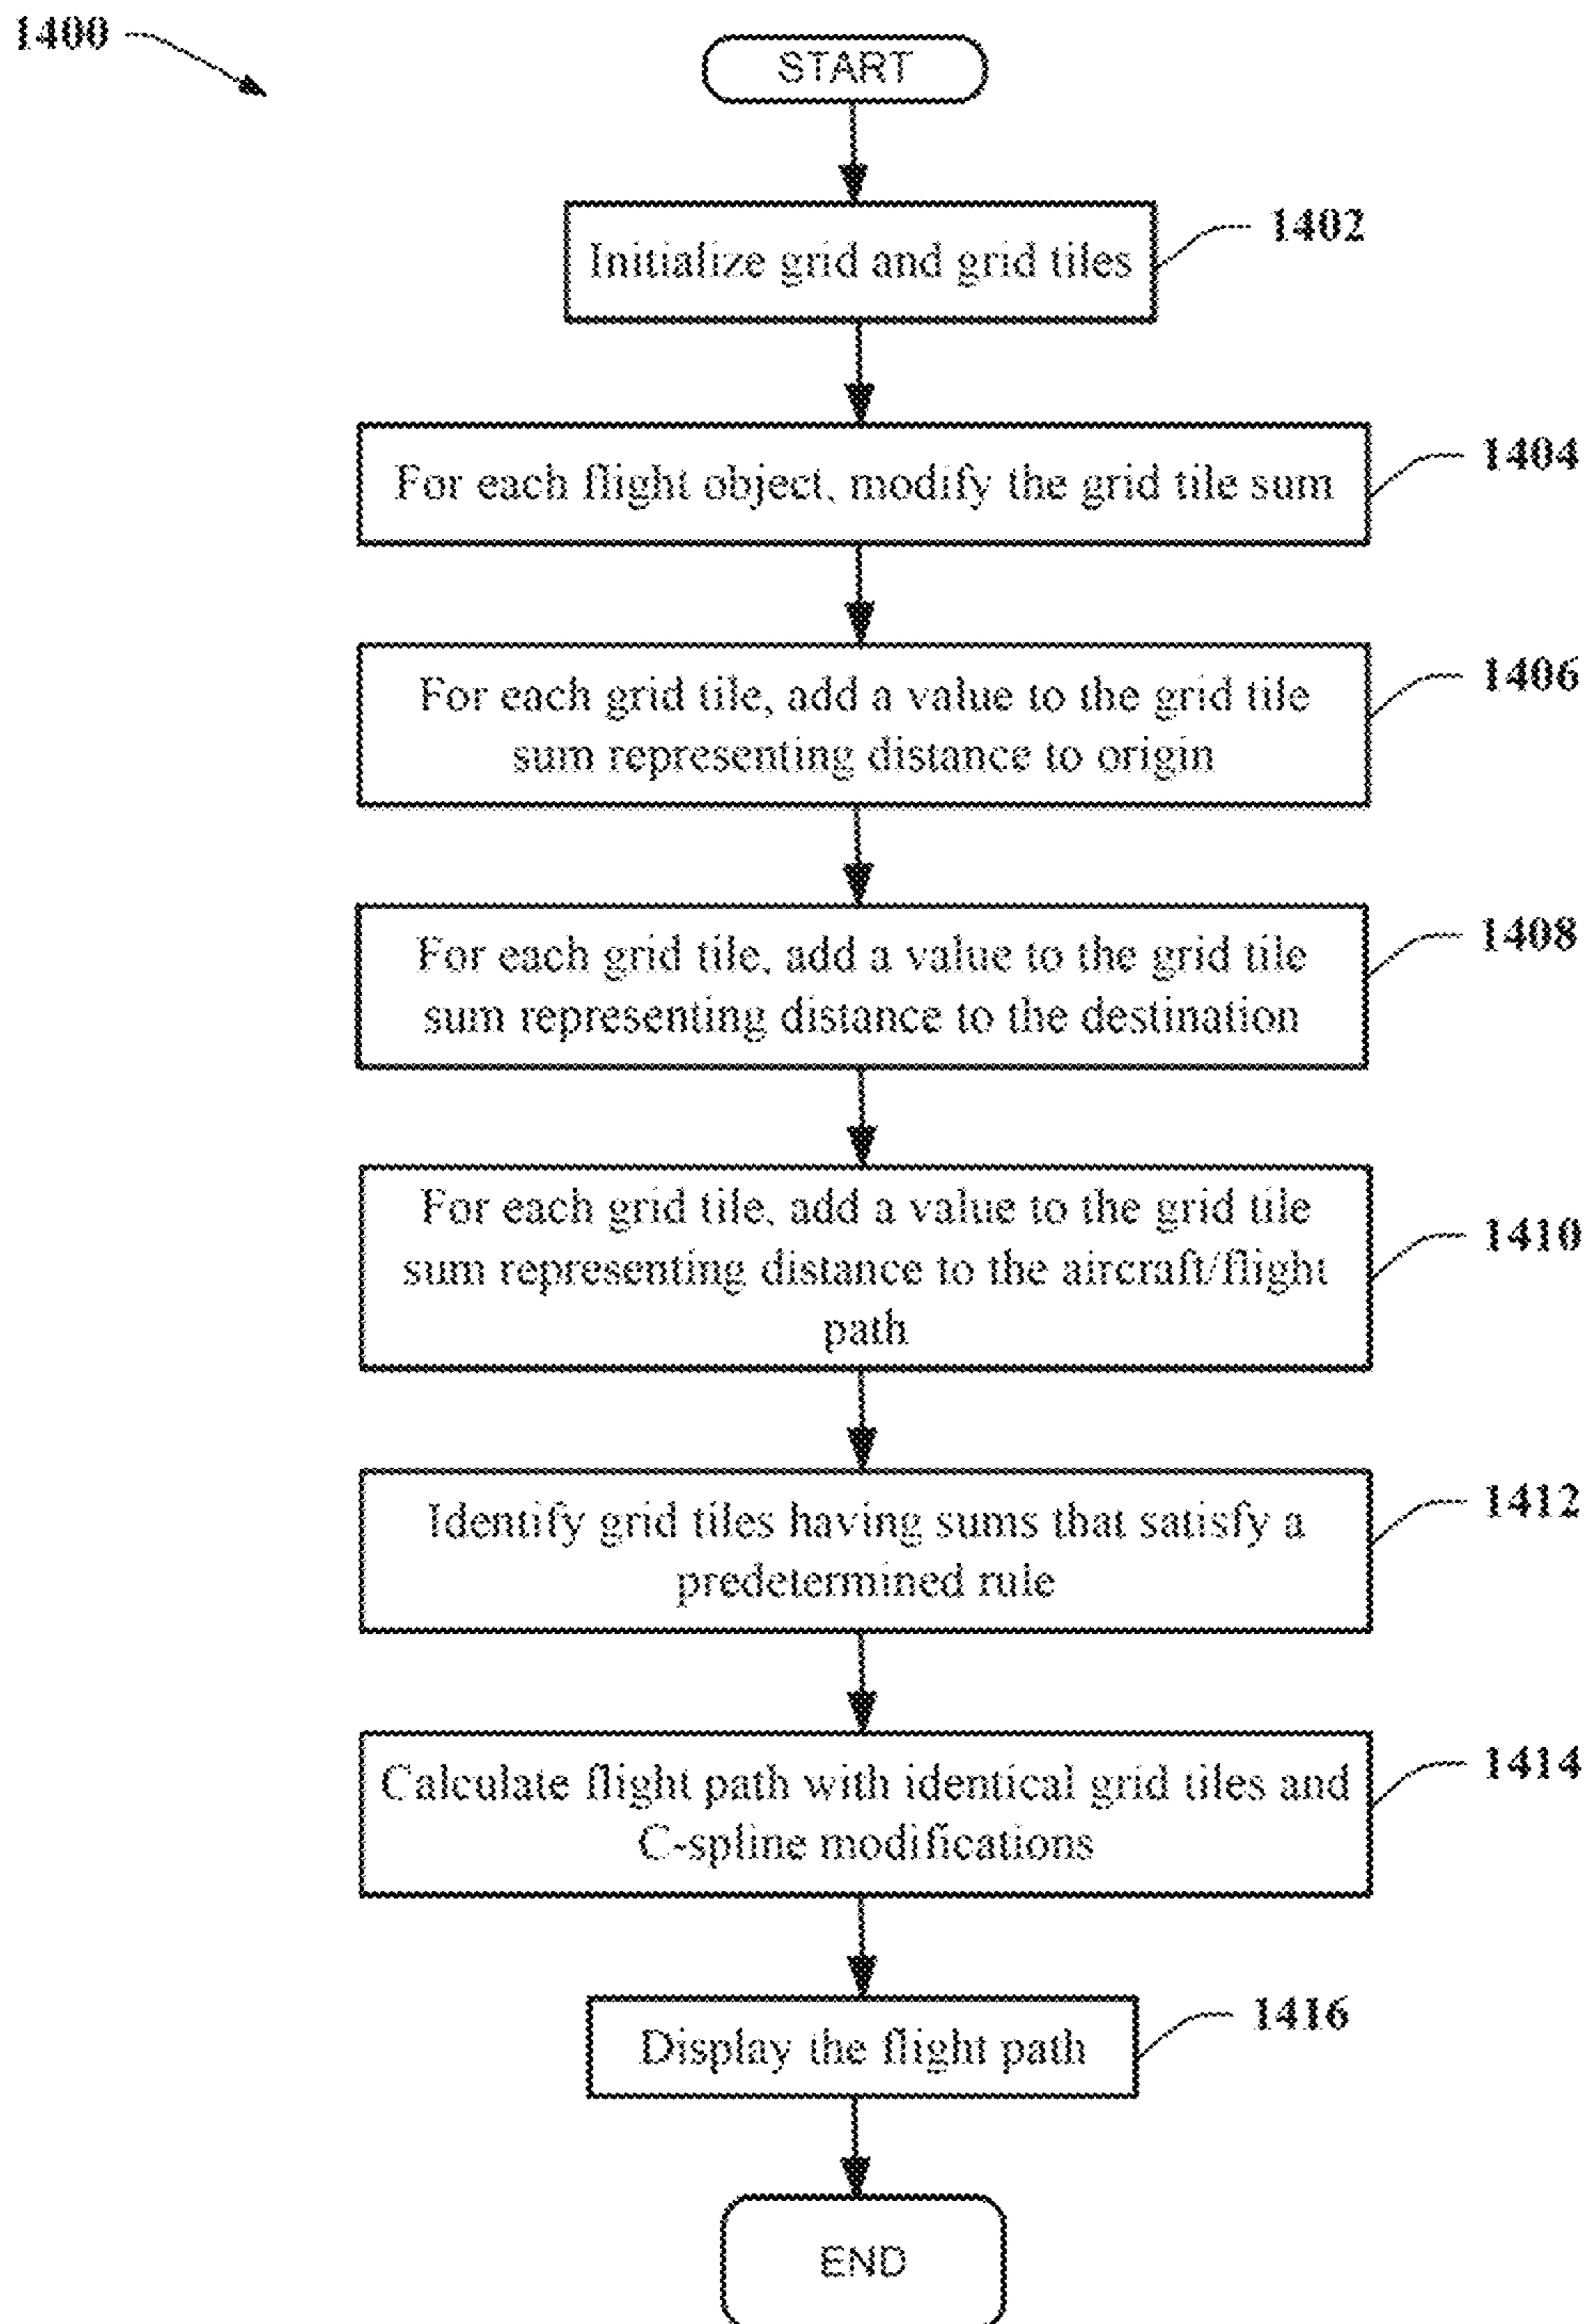 1400
START
Initialize grid and grid tiles
1402
For each flight object, modify the grid tile sum
1404
For each grid tile, add a value to the grid tile
sum representing distance to origin
1406
For each grid tile, add a value to the grid tile
sum representing distance to the destination
1408
For each grid tile, add a value to the grid tile
sum representing distance to the aircraft/flight
path
1410
Identify grid tiles having sums that satisfy a
predetermined rule
1412
Calculate flight path with identical grid tiles and
C-spline modifications
1414
Display the flight path
1416
END